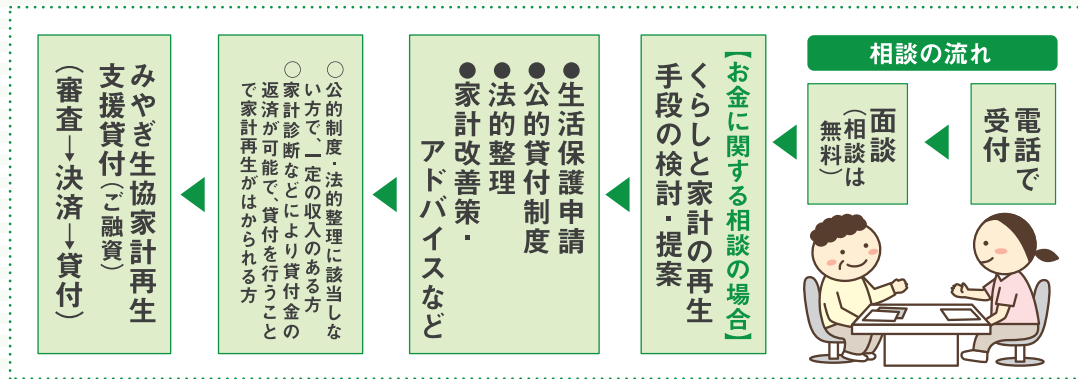 相談の流れ
電話で
受付
面談
(相談は
無料)
【お金に関する相談の場合】
くらしと家計の再生
手段の検討・提案
●生活保護申請
●公的貸付制度
●法的整理
●家計改善策・
アドバイスなど
○公的制度・法的整理に該当しな
い方で、一定の収入のある方
○家計診断などにより貸付金の
返済が可能で、貸付を行うこと
で家計再生がはかられる方
みやぎ生協家計再生
支援貸付(ご融資)
(審査→決済→貸付)